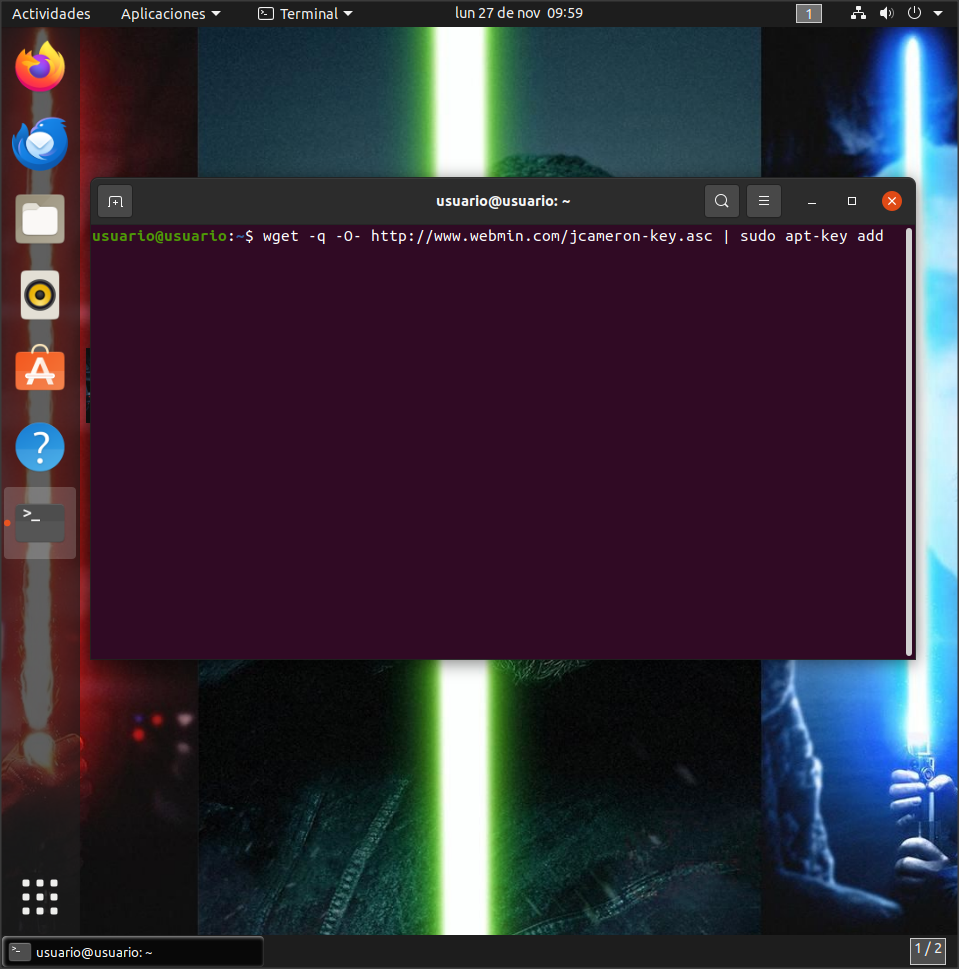 Actividades Aplicaciones Terminal lun 27 de nov 09:59 1
usuario@usuario: ~
usuario@usuario:~$ wget -q -O- http://www.webmin.com/jcameron-key.asc | sudo apt-key add
usuario@usuario: ~ 1 / 2